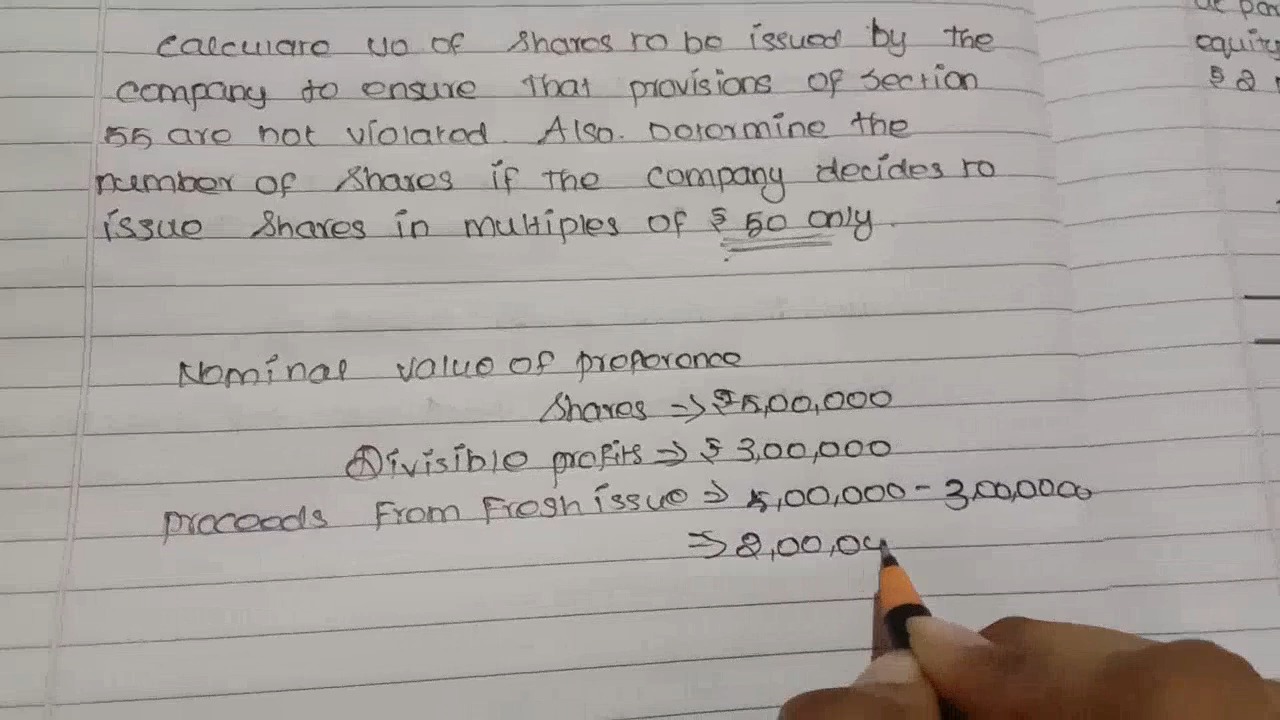 calculate no of shares to be issued by the
company to ensure that provisions of section
55 are not violated. Also. Determine the
number of shares if the company decides to
issue shares in multiples of ₹ 50 only.
Nominal value of preference
shares ⇒ ₹5,00,000
Divisible profits ⇒ ₹ 3,00,000
proceeds from Fresh issue ⇒ 5,00,000 - 3,00,0000
⇒ 2,00,00
equity
₹ 2